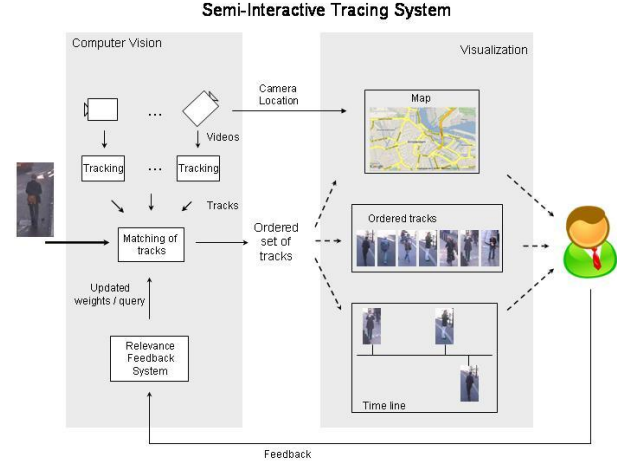 Semi-Interactive Tracing System
Computer Vision
Visualization
Camera
Location
Map
...
Videos
Tracking
...
Tracking
Tracks
Matching of
tracks
Ordered
set of
tracks
Ordered tracks
Updated
weights / query
Relevance
Feedback
System
Time line
Feedback